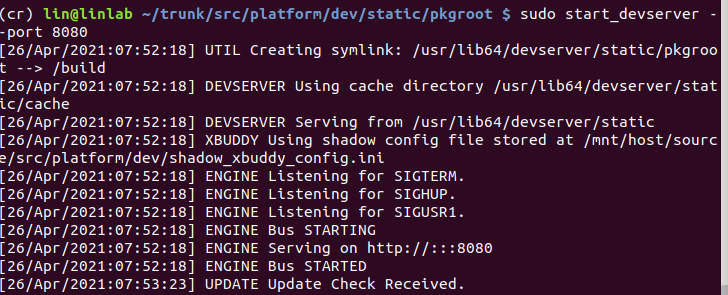 (cr) lin@linlab ~/trunk/src/platform/dev/static/pkgroot $ sudo start_devserver -
-port 8080
[26/Apr/2021:07:52:18] UTIL Creating symlink: /usr/lib64/devserver/static/pkgroo
t --> /build
[26/Apr/2021:07:52:18] DEVSERVER Using cache directory /usr/lib64/devserver/stat
ic/cache
[26/Apr/2021:07:52:18] DEVSERVER Serving from /usr/lib64/devserver/static
[26/Apr/2021:07:52:18] XBUDDY Using shadow config file stored at /mnt/host/sourc
e/src/platform/dev/shadow_xbuddy_config.ini
[26/Apr/2021:07:52:18] ENGINE Listening for SIGTERM.
[26/Apr/2021:07:52:18] ENGINE Listening for SIGHUP.
[26/Apr/2021:07:52:18] ENGINE Listening for SIGUSR1.
[26/Apr/2021:07:52:18] ENGINE Bus STARTING
[26/Apr/2021:07:52:18] ENGINE Serving on http://:::8080
[26/Apr/2021:07:52:18] ENGINE Bus STARTED
[26/Apr/2021:07:53:23] UPDATE Update Check Received.